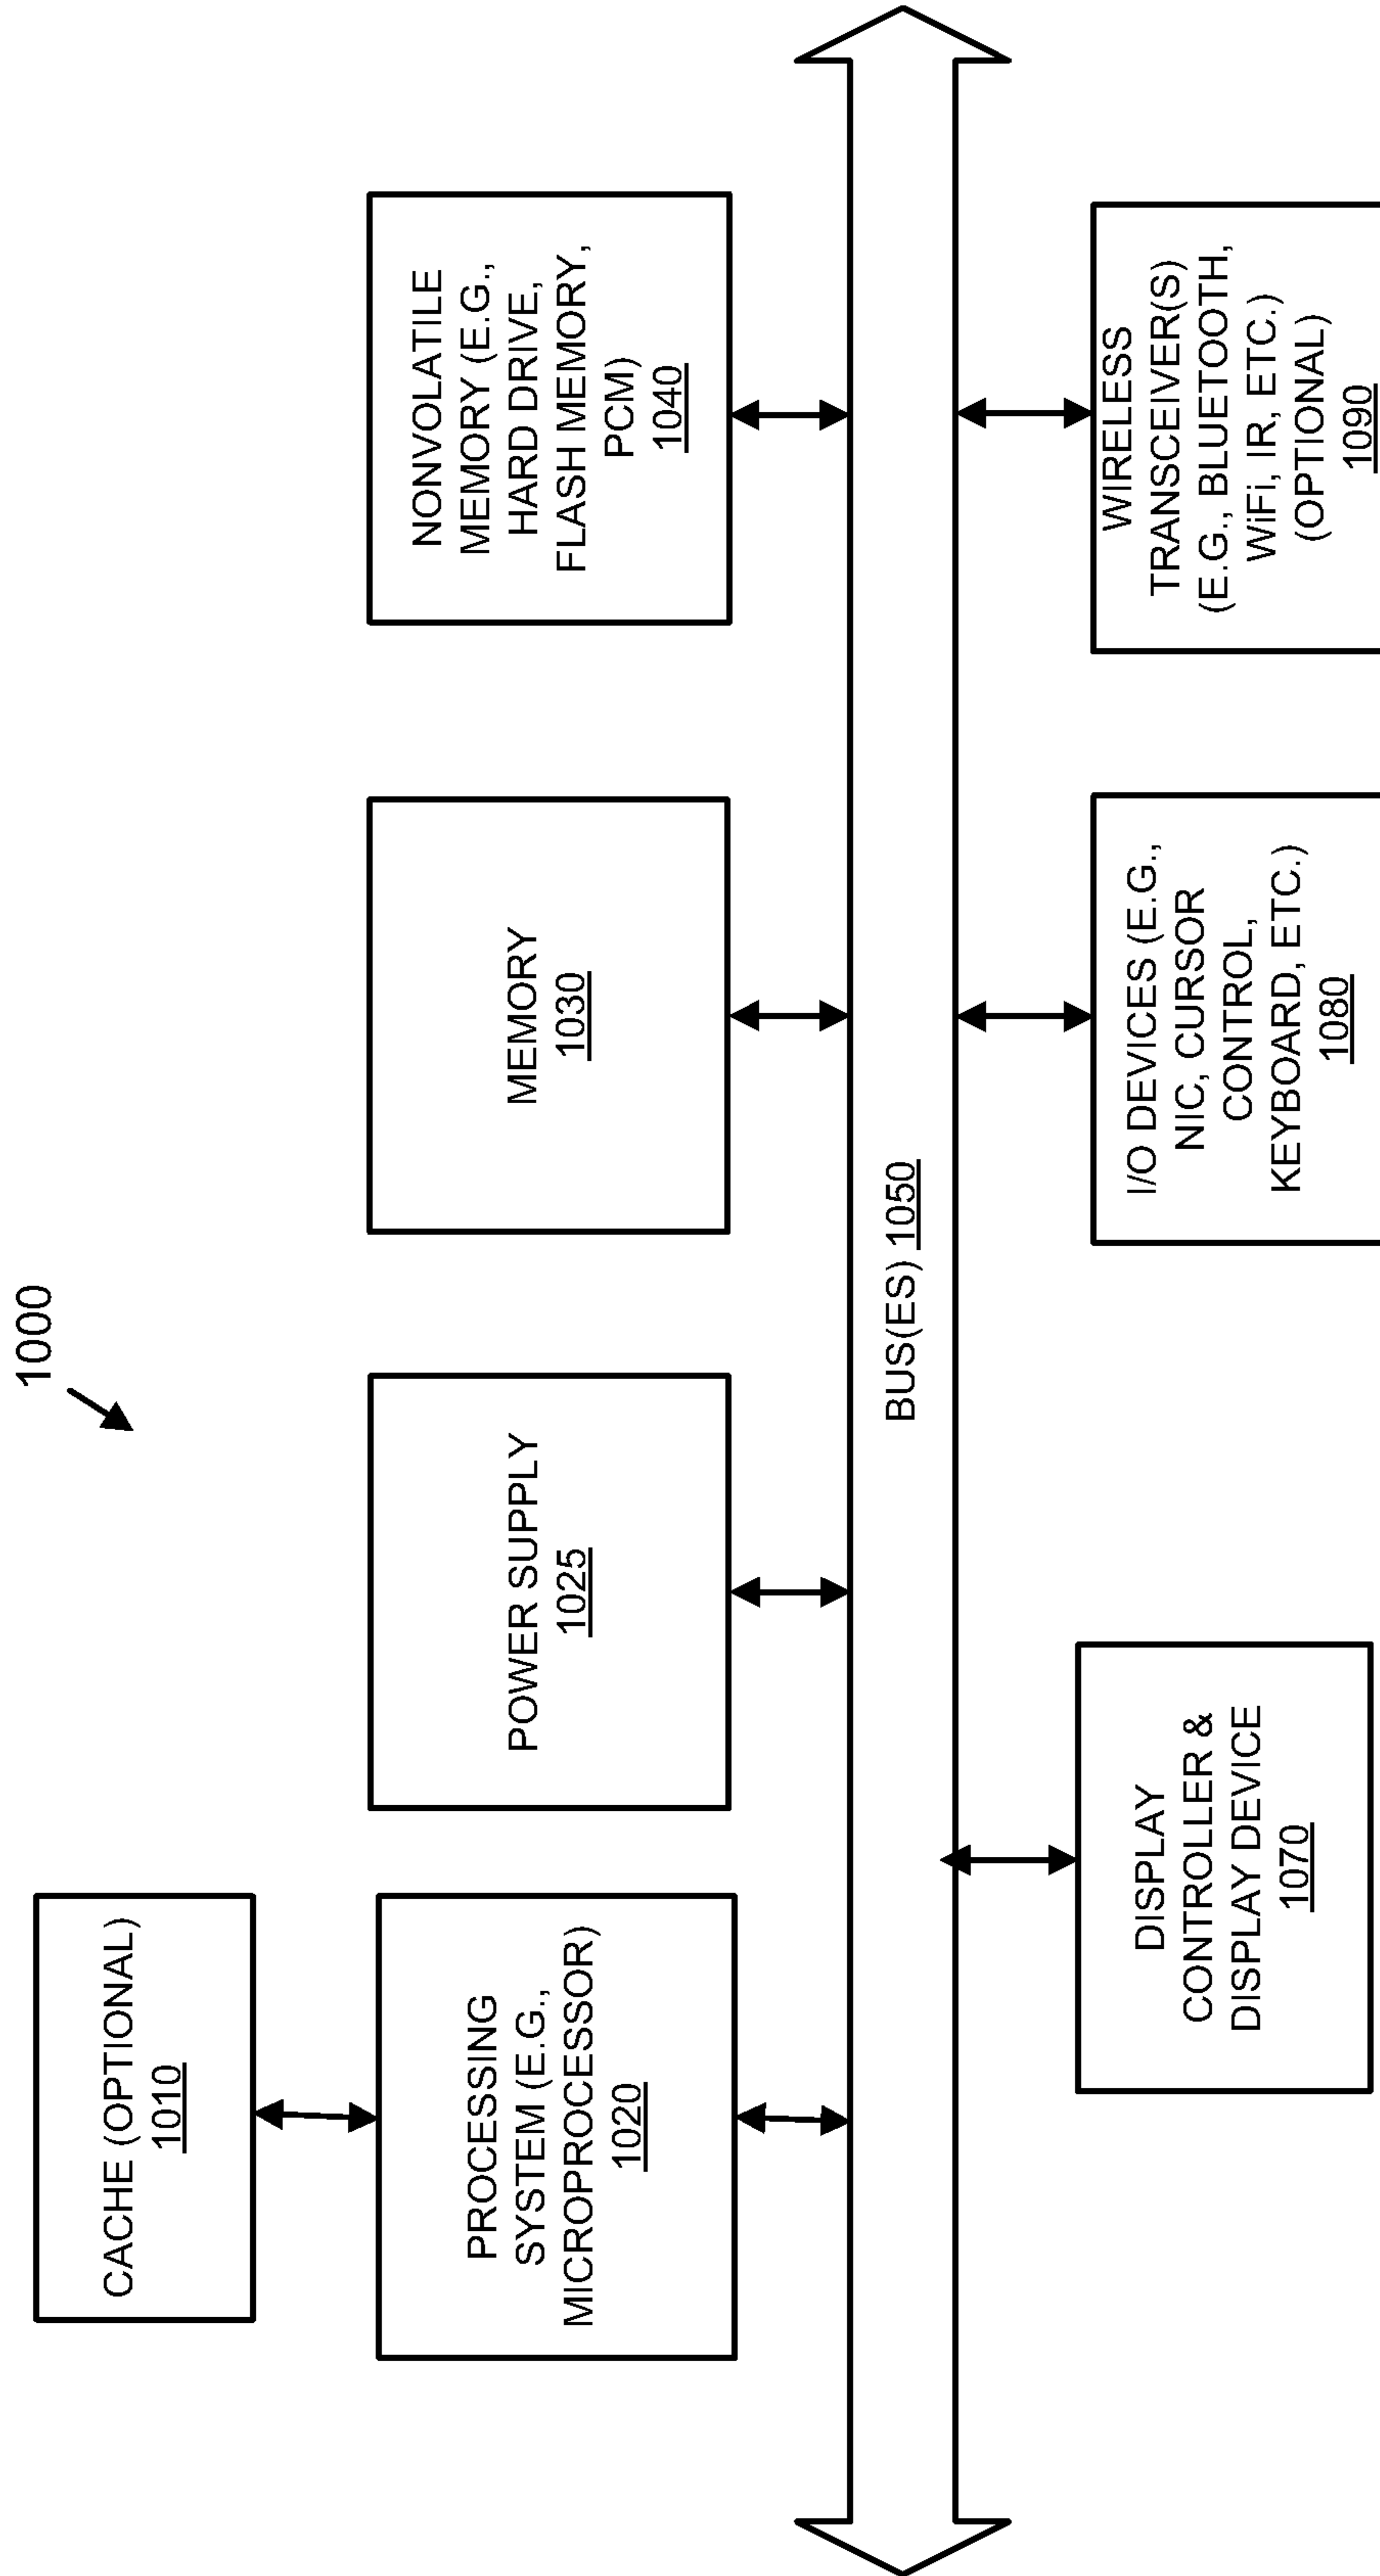 1000
CACHE (OPTIONAL)
1010
PROCESSING
SYSTEM (E.G.,
MICROPROCESSOR)
1020
POWER SUPPLY
1025
MEMORY
1030
NONVOLATILE
MEMORY (E.G.,
HARD DRIVE,
FLASH MEMORY,
PCM)
1040
BUS(ES) 1050
DISPLAY
CONTROLLER &
DISPLAY DEVICE
1070
I/O DEVICES (E.G.,
NIC, CURSOR
CONTROL,
KEYBOARD, ETC.)
1080
WIRELESS
TRANSCEIVER(S)
(E.G., BLUETOOTH,
WiFi, IR, ETC.)
(OPTIONAL)
1090